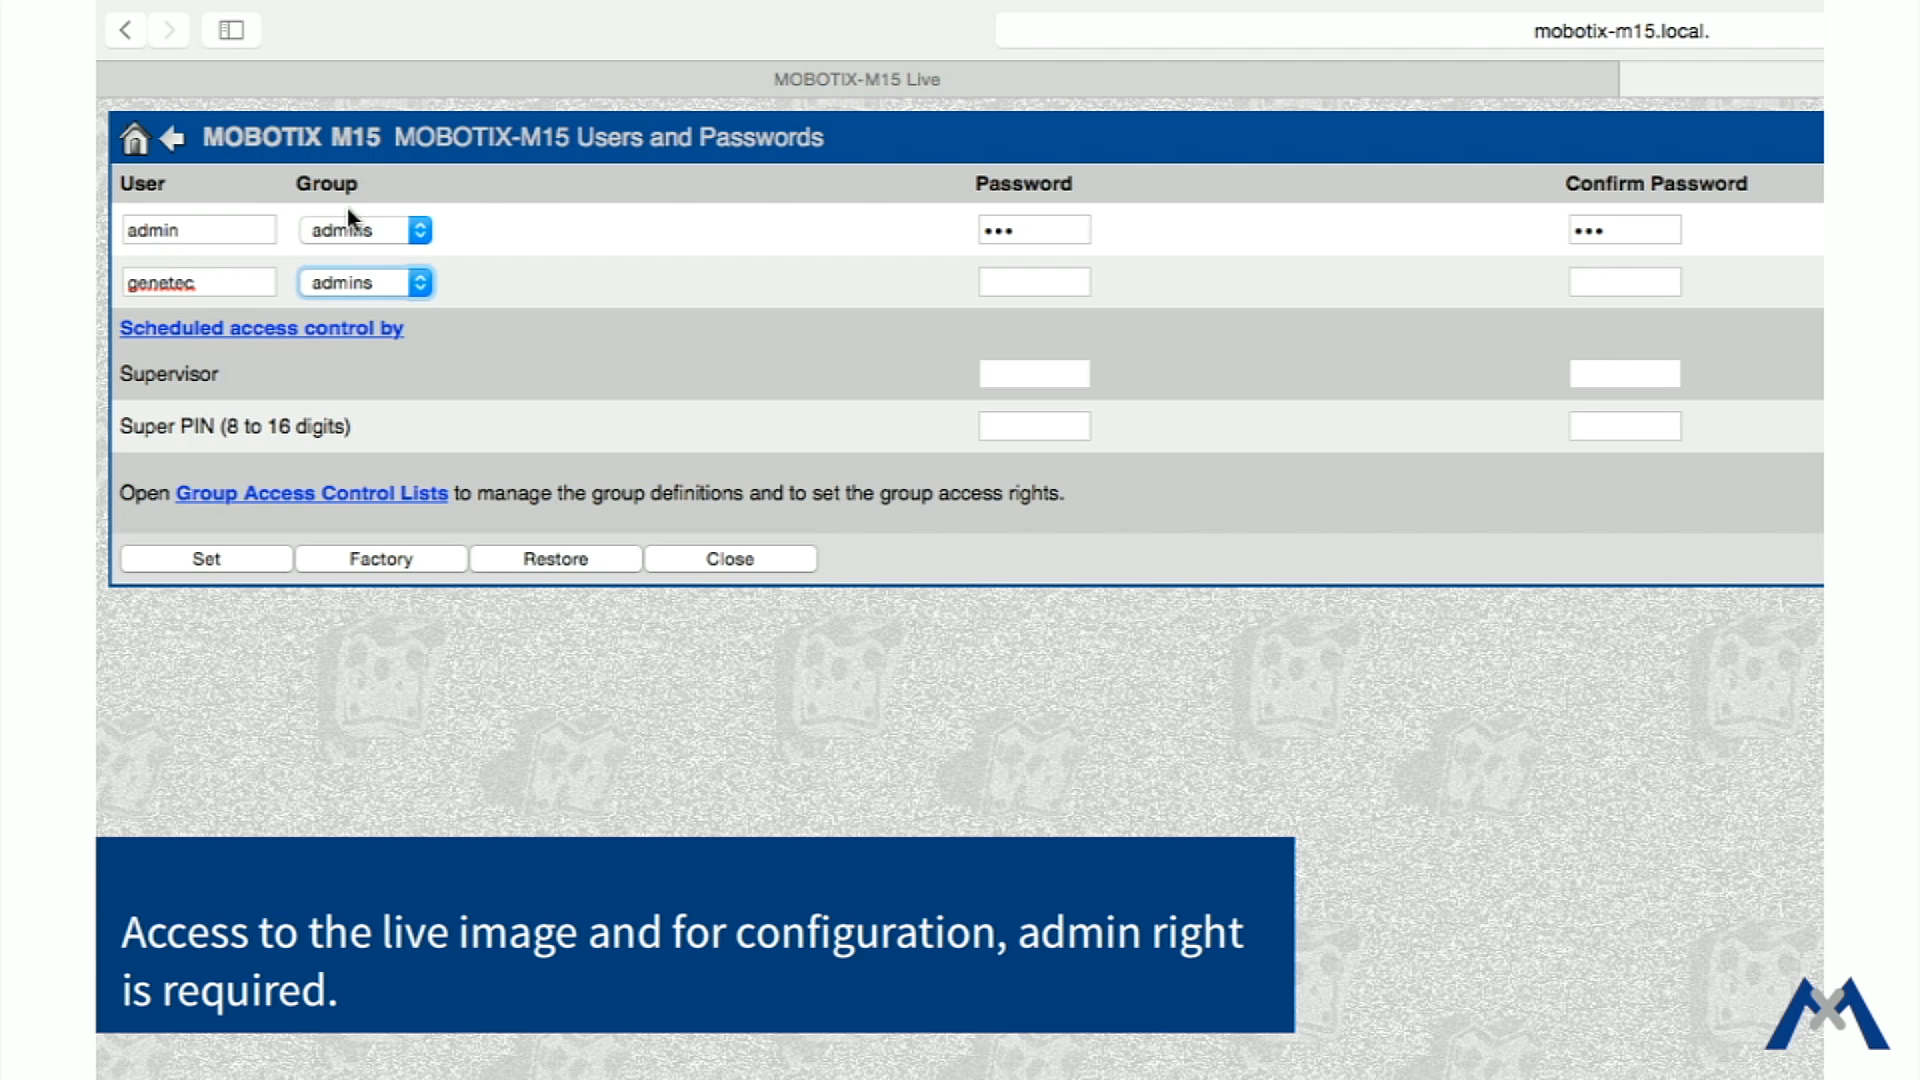 mobotix-m15.local.
MOBOTIX-M15 Live
MOBOTIX M15 MOBOTIX-M15 Users and Passwords
User Group Password Confirm Password
admin admins ••• •••
genetec admins
Scheduled access control by
Supervisor
Super PIN (8 to 16 digits)
Open Group Access Control Lists to manage the group definitions and to set the group access rights.
Set Factory Restore Close
Access to the live image and for configuration, admin right
is required.